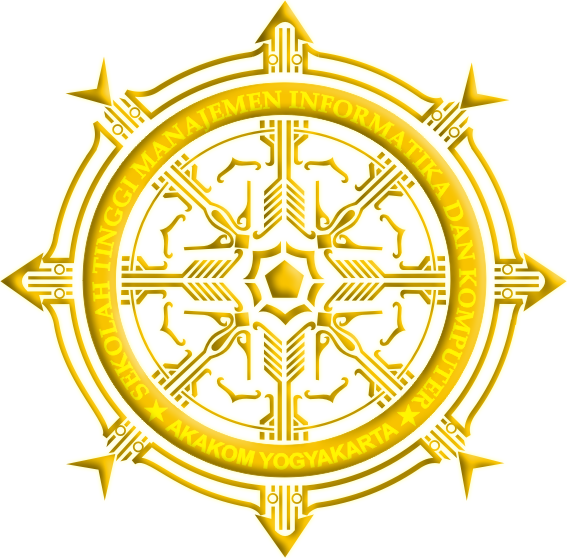 SEKOLAH TINGGI MANAJEMEN INFORMATIKA DAN KOMPUTER
AKAKOM YOGYAKARTA